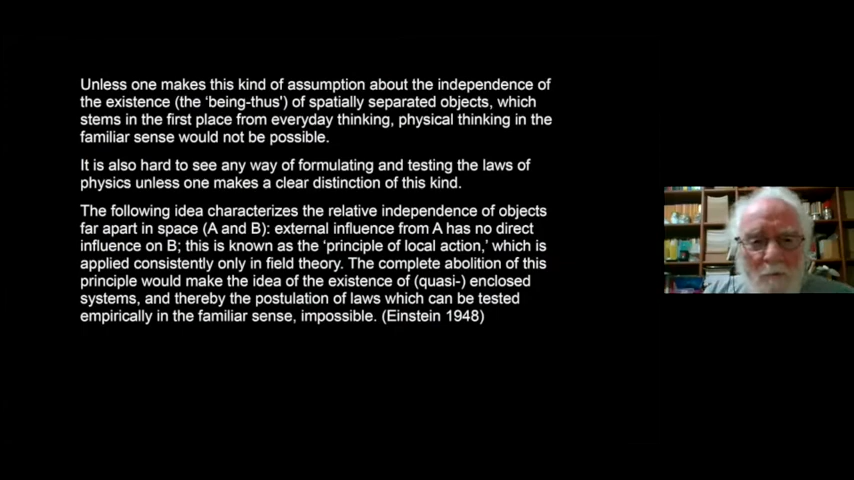 Unless one makes this kind of assumption about the independence of
the existence (the ‘being-thus') of spatially separated objects, which
stems in the first place from everyday thinking, physical thinking in the
familiar sense would not be possible.
It is also hard to see any way of formulating and testing the laws of
physics unless one makes a clear distinction of this kind.
The following idea characterizes the relative independence of objects
far apart in space (A and B): external influence from A has no direct
influence on B; this is known as the ‘principle of local action,’ which is
applied consistently only in field theory. The complete abolition of this
principle would make the idea of the existence of (quasi-) enclosed
systems, and thereby the postulation of laws which can be tested
empirically in the familiar sense, impossible. (Einstein 1948)